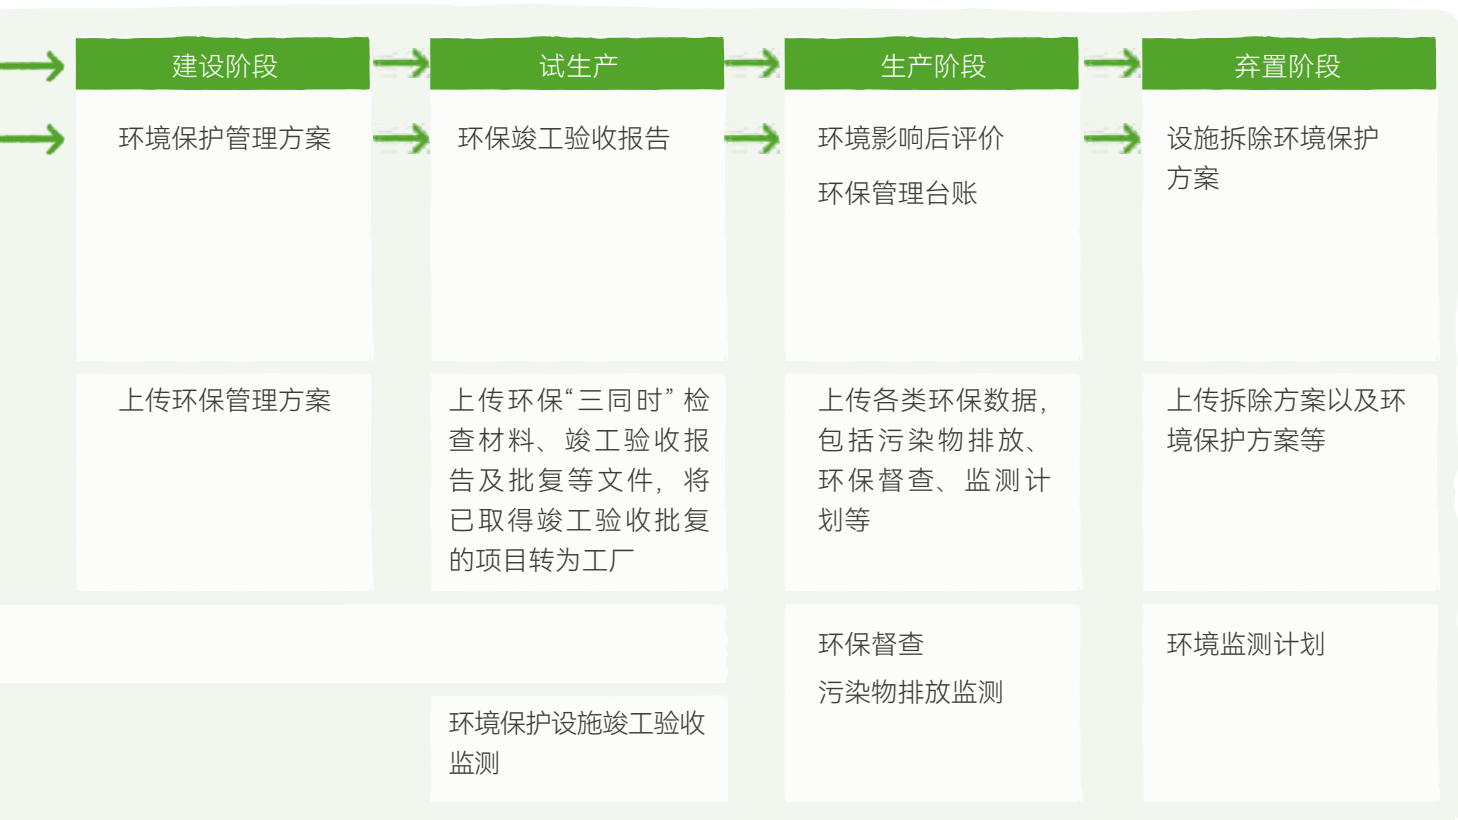 建设阶段
试生产
生产阶段
弃置阶段
环境保护管理方案
环保竣工验收报告
环境影响后评价
环保管理台账
设施拆除环境保护
方案
上传环保管理方案
上传环保“三同时”检
查材料、竣工验收报
告及批复等文件，将
已取得竣工验收批复
的项目转为工厂
上传各类环保数据，
包括污染物排放、
环保督查、监测计
划等
上传拆除方案以及环
境保护方案等
环保督查
污染物排放监测
环境监测计划
环境保护设施竣工验收
监测